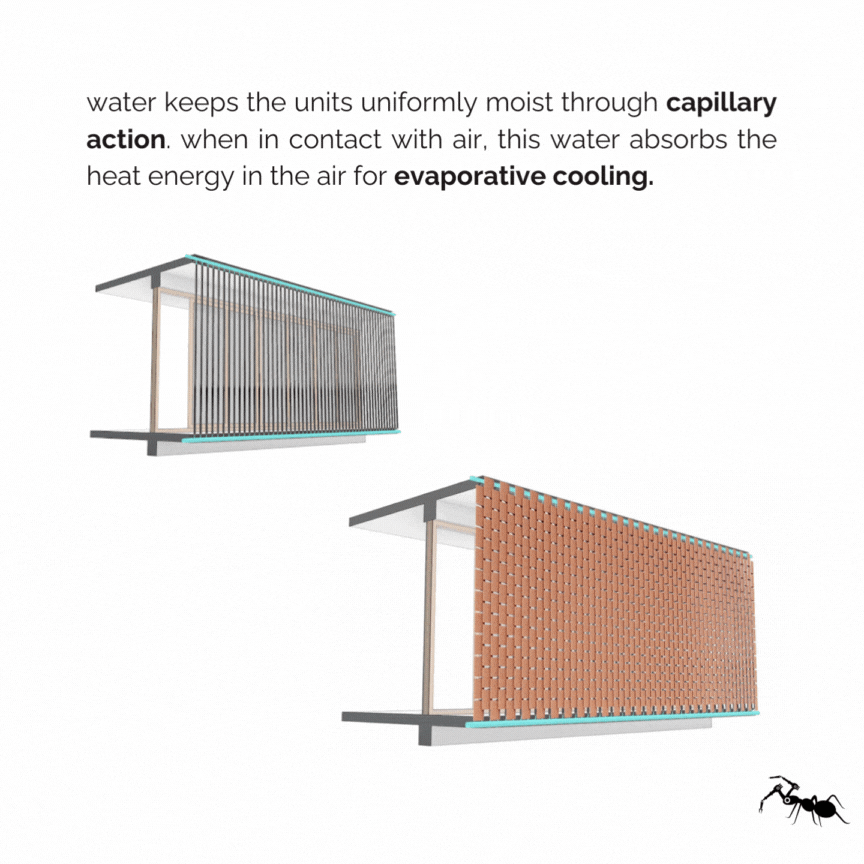 water keeps the units uniformly moist through capillary
action. when in contact with air, this water absorbs the
heat energy in the air for evaporative cooling.